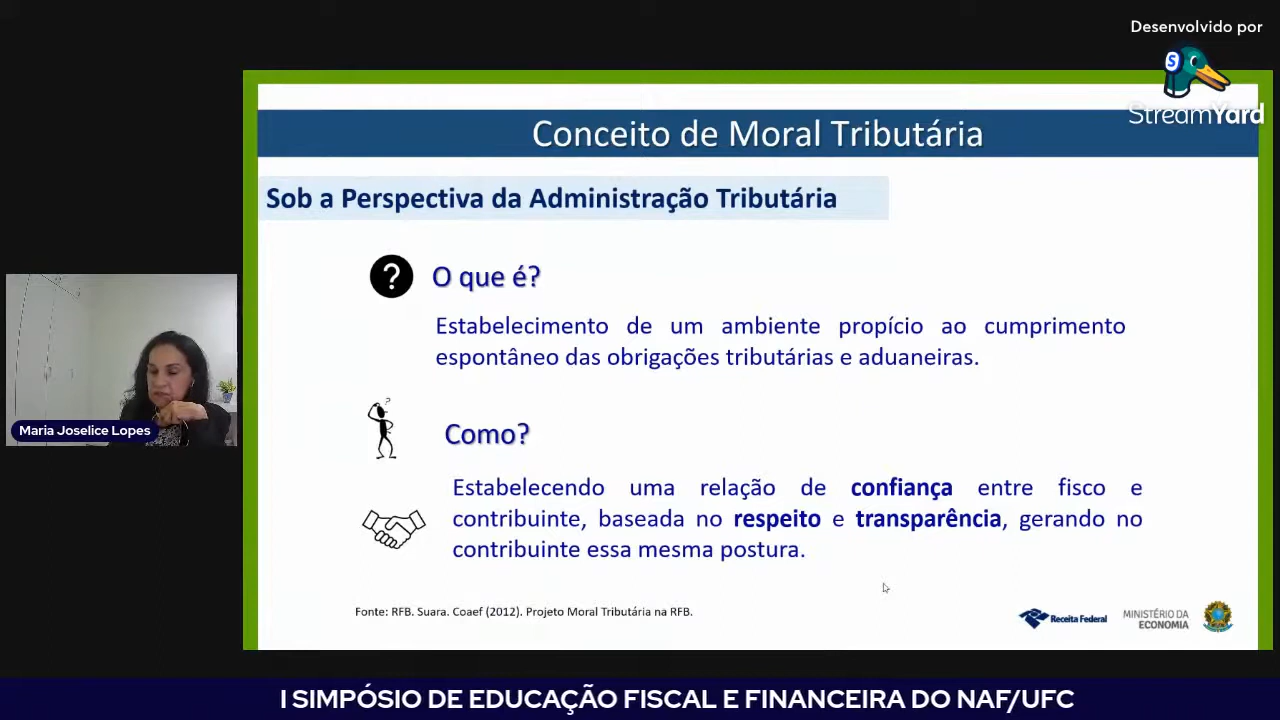 Desenvolvido por
StreamYard
Conceito de Moral Tributária
Sob a Perspectiva da Administração Tributária
? O que é?
Estabelecimento de um ambiente propício ao cumprimento
espontâneo das obrigações tributárias e aduaneiras.
?
Como?
Maria Joselice Lopes
Estabelecendo uma relação de confiança entre fisco e
contribuinte, baseada no respeito e transparência, gerando no
contribuinte essa mesma postura.
Fonte: RFB. Suara. Coaef (2012). Projeto Moral Tributária na RFB.
Receita Federal
MINISTÉRIO DA
ECONOMIA
I SIMPÓSIO DE EDUCAÇÃO FISCAL E FINANCEIRA DO NAF/UFC